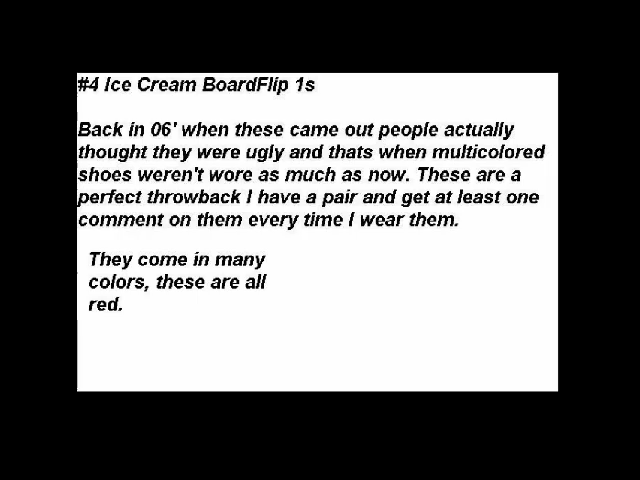 #4 Ice Cream BoardFlip 1s
Back in 06' when these came out people actually
thought they were ugly and thats when multicolored
shoes weren't wore as much as now. These are a
perfect throwback I have a pair and get at least one
comment on them every time I wear them.
They come in many
colors, these are all
red.